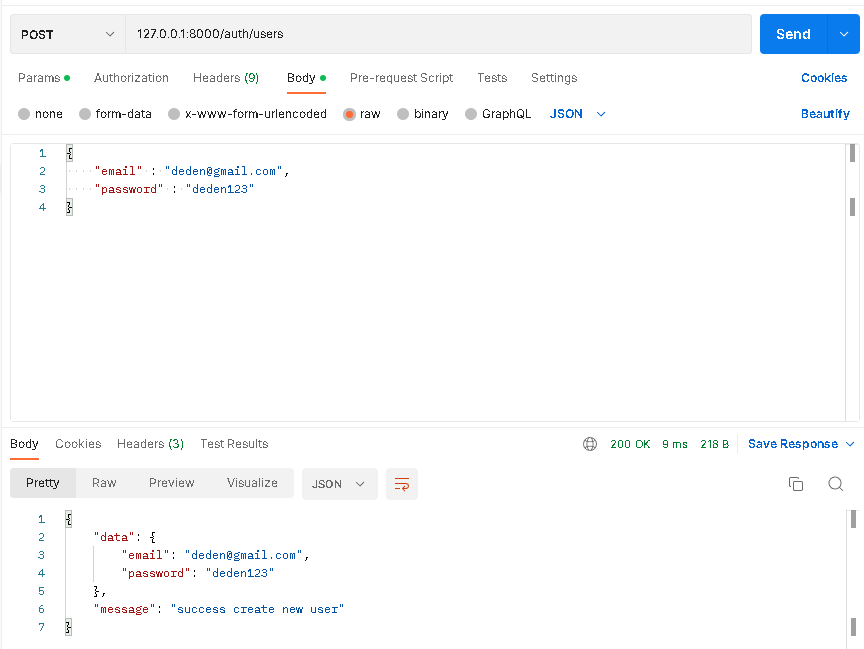 POST 127.0.0.1:8000/auth/users Send
Params Authorization Headers (9) Body Pre-request Script Tests Settings Cookies
none form-data x-www-form-urlencoded raw binary GraphQL JSON Beautify
1 {
2 "email" : "deden@gmail.com",
3 "password" : "deden123"
4 }
Body Cookies Headers (3) Test Results 200 OK 9 ms 218 B Save Response
Pretty Raw Preview Visualize JSON
1 {
2 "data": {
3 "email": "deden@gmail.com",
4 "password": "deden123"
5 },
6 "message": "success create new user"
7 }